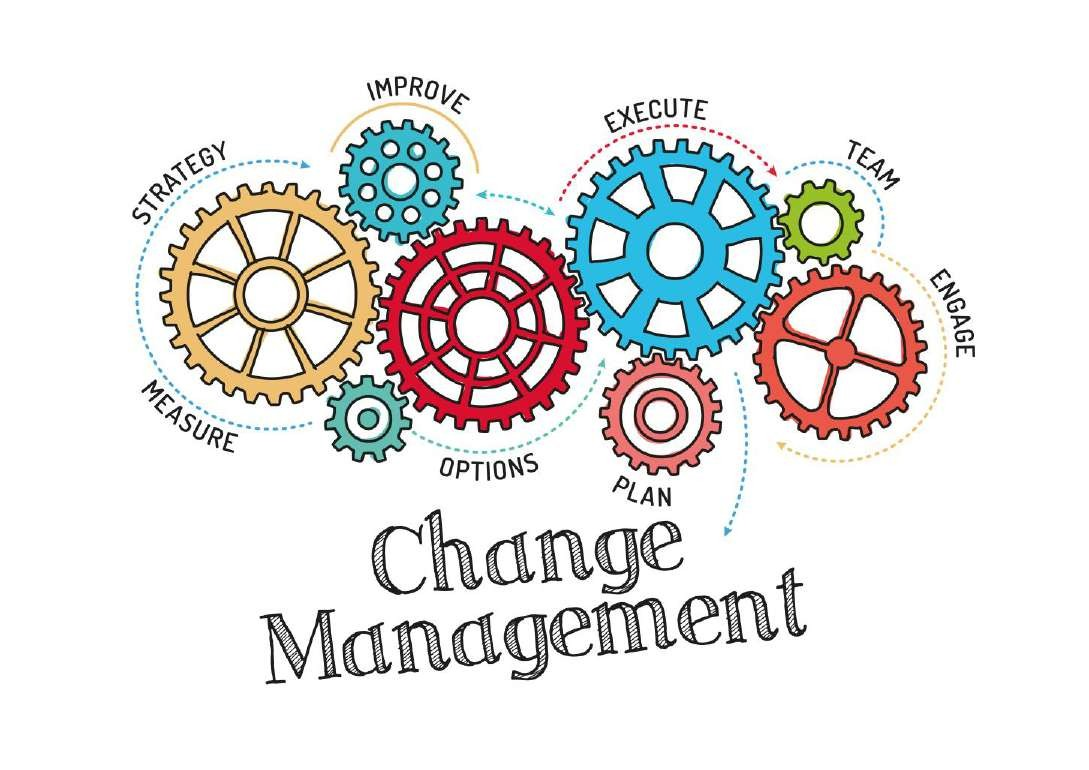 IMPROVE
EXECUTE
STRATEGY
TEAM
ENGAGE
MEASURE
OPTIONS
PLAN
Change
Management